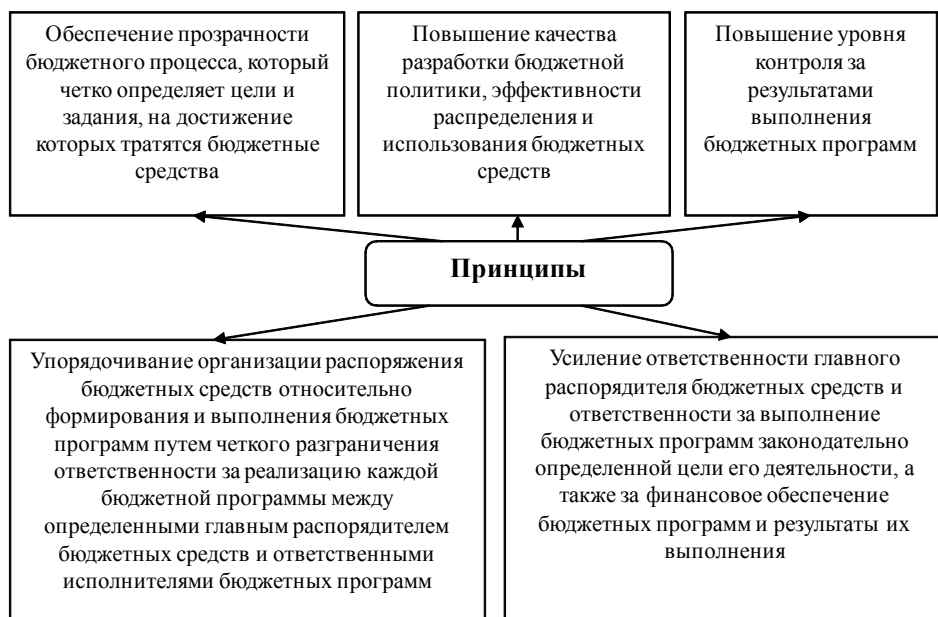 Обеспечение прозрачности
бюджетного процесса, который
четко определяет цели и
задания, на достижение
которых тратятся бюджетные
средства
Повышение качества
разработки бюджетной
политики, эффективности
распределения и
использования бюджетных
средств
Повышение уровня
контроля за
результатами
выполнения
бюджетных программ
Принципы
Упорядочивание организации распоряжения
бюджетных средств относительно
формирования и выполнения бюджетных
программ путем четкого разграничения
ответственности за реализацию каждой
бюджетной программы между
определенными главным распорядителем
бюджетных средств и ответственными
исполнителями бюджетных программ
Усиление ответственности главного
распорядителя бюджетных средств и
ответственности за выполнение
бюджетных программ законодательно
определенной цели его деятельности, а
также за финансовое обеспечение
бюджетных программ и результаты их
выполнения